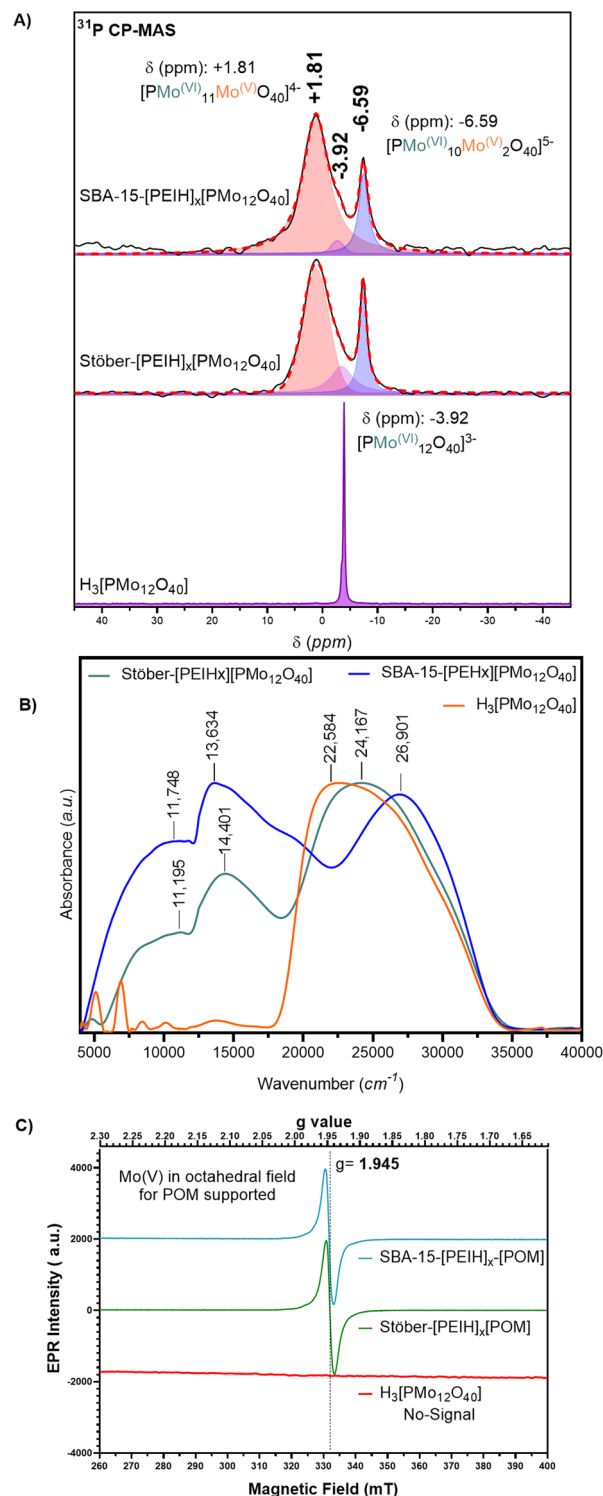 A)
³¹P CP-MAS
δ (ppm): +1.81
[PMo⁽ⱽᴵ⁾₁₁Mo⁽ⱽ⁾O₄₀]⁴⁻
+1.81
-3.92
-6.59
δ (ppm): -6.59
[PMo⁽ⱽᴵ⁾₁₀Mo⁽ⱽ⁾₂O₄₀]⁵⁻
SBA-15-[PEIH]ₓ[PMo₁₂O₄₀]
Stöber-[PEIH]ₓ[PMo₁₂O₄₀]
δ (ppm): -3.92
[PMo⁽ⱽᴵ⁾₁₂O₄₀]³⁻
H₃[PMo₁₂O₄₀]
40 30 20 10 0 -10 -20 -30 -40
δ (ppm)
B)
Stöber-[PEIHx][PMo₁₂O₄₀]
SBA-15-[PEHx][PMo₁₂O₄₀]
H₃[PMo₁₂O₄₀]
11,748
13,634
11,195
14,401
22,584
24,167
26,901
Absorbance (a.u.)
5000 10000 15000 20000 25000 30000 35000 40000
Wavenumber (cm⁻¹)
C)
g value
2.30 2.25 2.20 2.15 2.10 2.05 2.00 1.95 1.90 1.85 1.80 1.75 1.70 1.65
Mo(V) in octahedral field
for POM supported
g= 1.945
SBA-15-[PEIH]ₓ-[POM]
Stöber-[PEIH]ₓ[POM]
H₃[PMo₁₂O₄₀]
No-Signal
EPR Intensity ( a.u.)
4000
2000
0
-2000
-4000
260 270 280 290 300 310 320 330 340 350 360 370 380 390 400
Magnetic Field (mT)